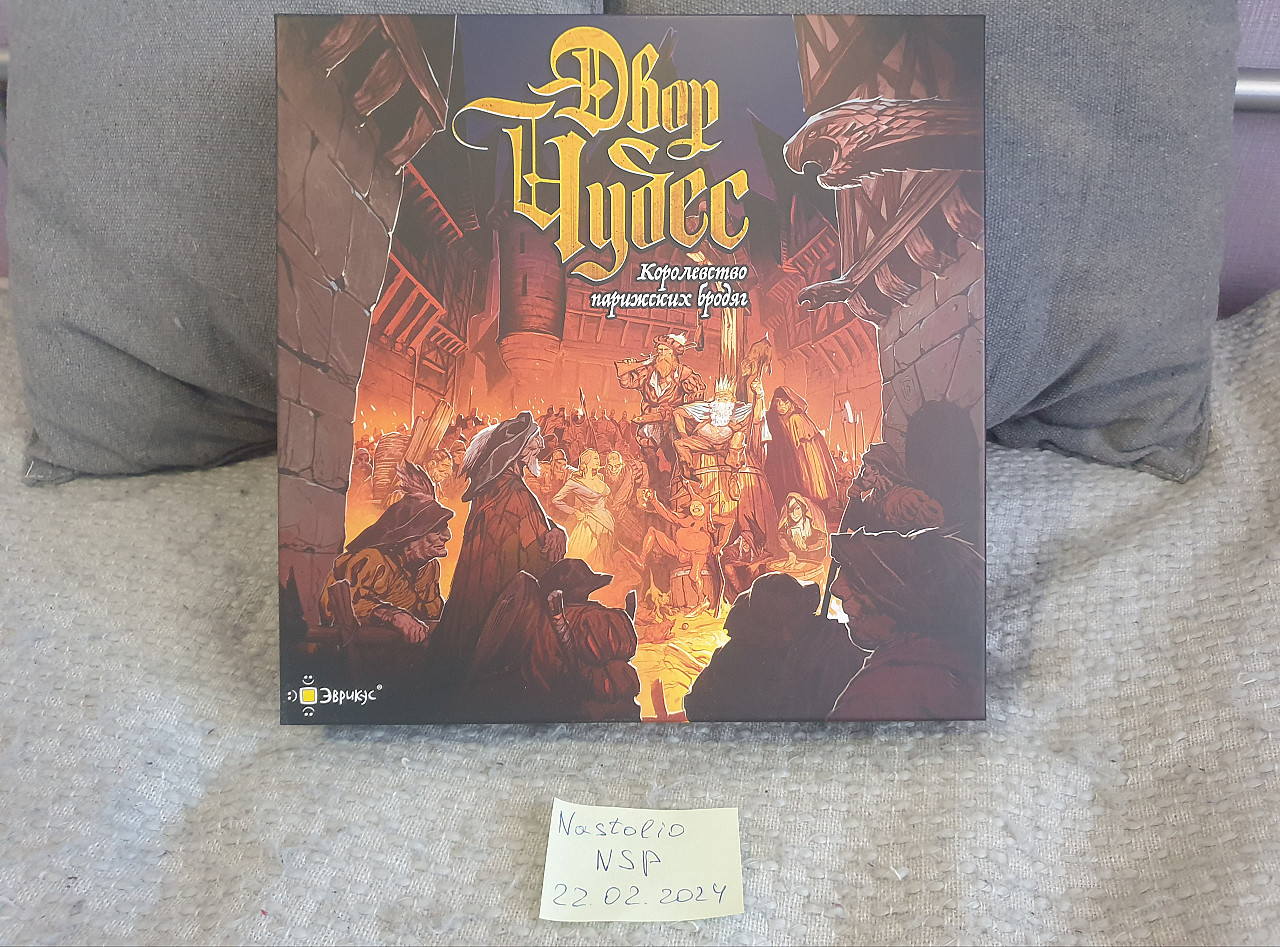 Двор
Чудес
Королевство
парижских бродяг
Эврикус®
Nastolio
NSP
22.02.2024